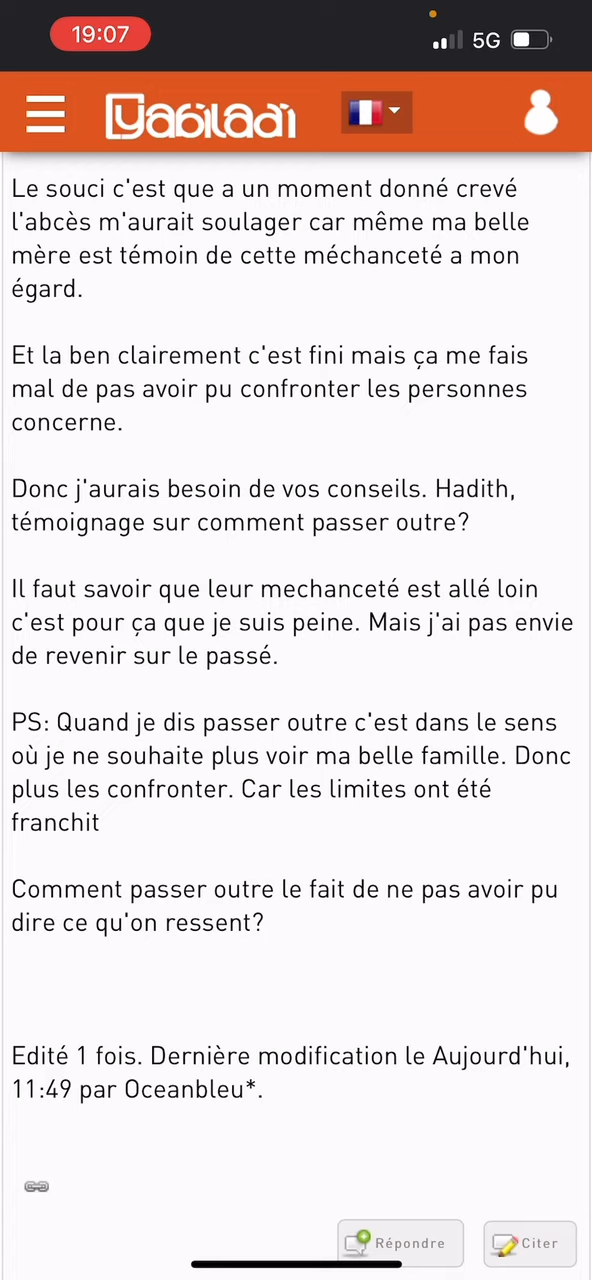 19:07
5G
yabiladi
Le souci c'est que a un moment donné crevé
l'abcès m'aurait soulager car même ma belle
mère est témoin de cette méchanceté a mon
égard.
Et la ben clairement c'est fini mais ça me fais
mal de pas avoir pu confronter les personnes
concerne.
Donc j'aurais besoin de vos conseils. Hadith,
témoignage sur comment passer outre?
Il faut savoir que leur mechanceté est allé loin
c'est pour ça que je suis peine. Mais j'ai pas envie
de revenir sur le passé.
PS: Quand je dis passer outre c'est dans le sens
où je ne souhaite plus voir ma belle famille. Donc
plus les confronter. Car les limites ont été
franchit
Comment passer outre le fait de ne pas avoir pu
dire ce qu'on ressent?
Edité 1 fois. Dernière modification le Aujourd'hui,
11:49 par Oceanbleu*.
Répondre Citer